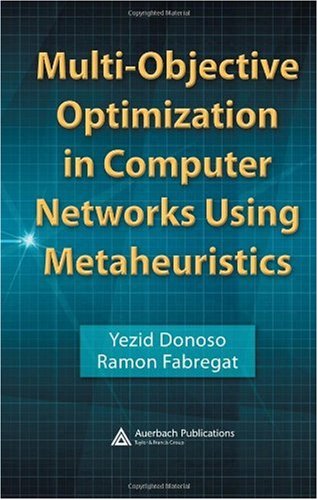 Multi-Objective
Optimization
in Computer
Networks Using
Metaheuristics
Yezid Donoso
Ramon Fabregat
Auerbach Publications
Taylor & Francis Group